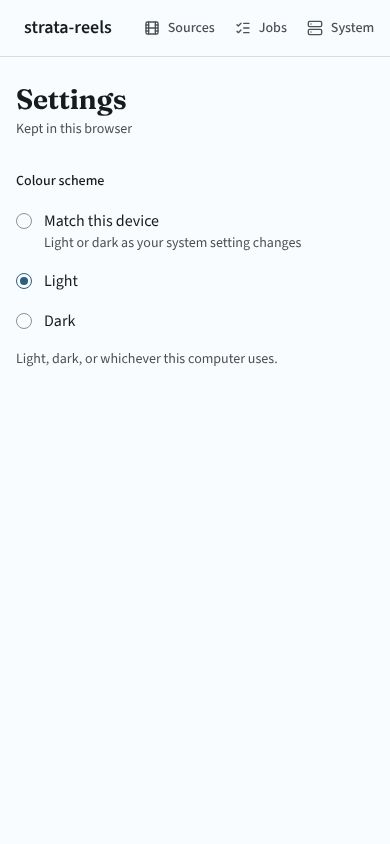 strata-reels Sources Jobs System
Settings
Kept in this browser
Colour scheme
Match this device
Light or dark as your system setting changes
Light
Dark
Light, dark, or whichever this computer uses.